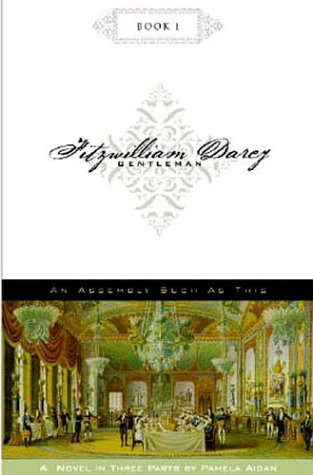 BOOK I
Fitzwilliam Darcy
GENTLEMAN
AN ASSEMBLY SUCH AS THIS
A NOVEL IN THREE PARTS BY PAMELA AIDAN